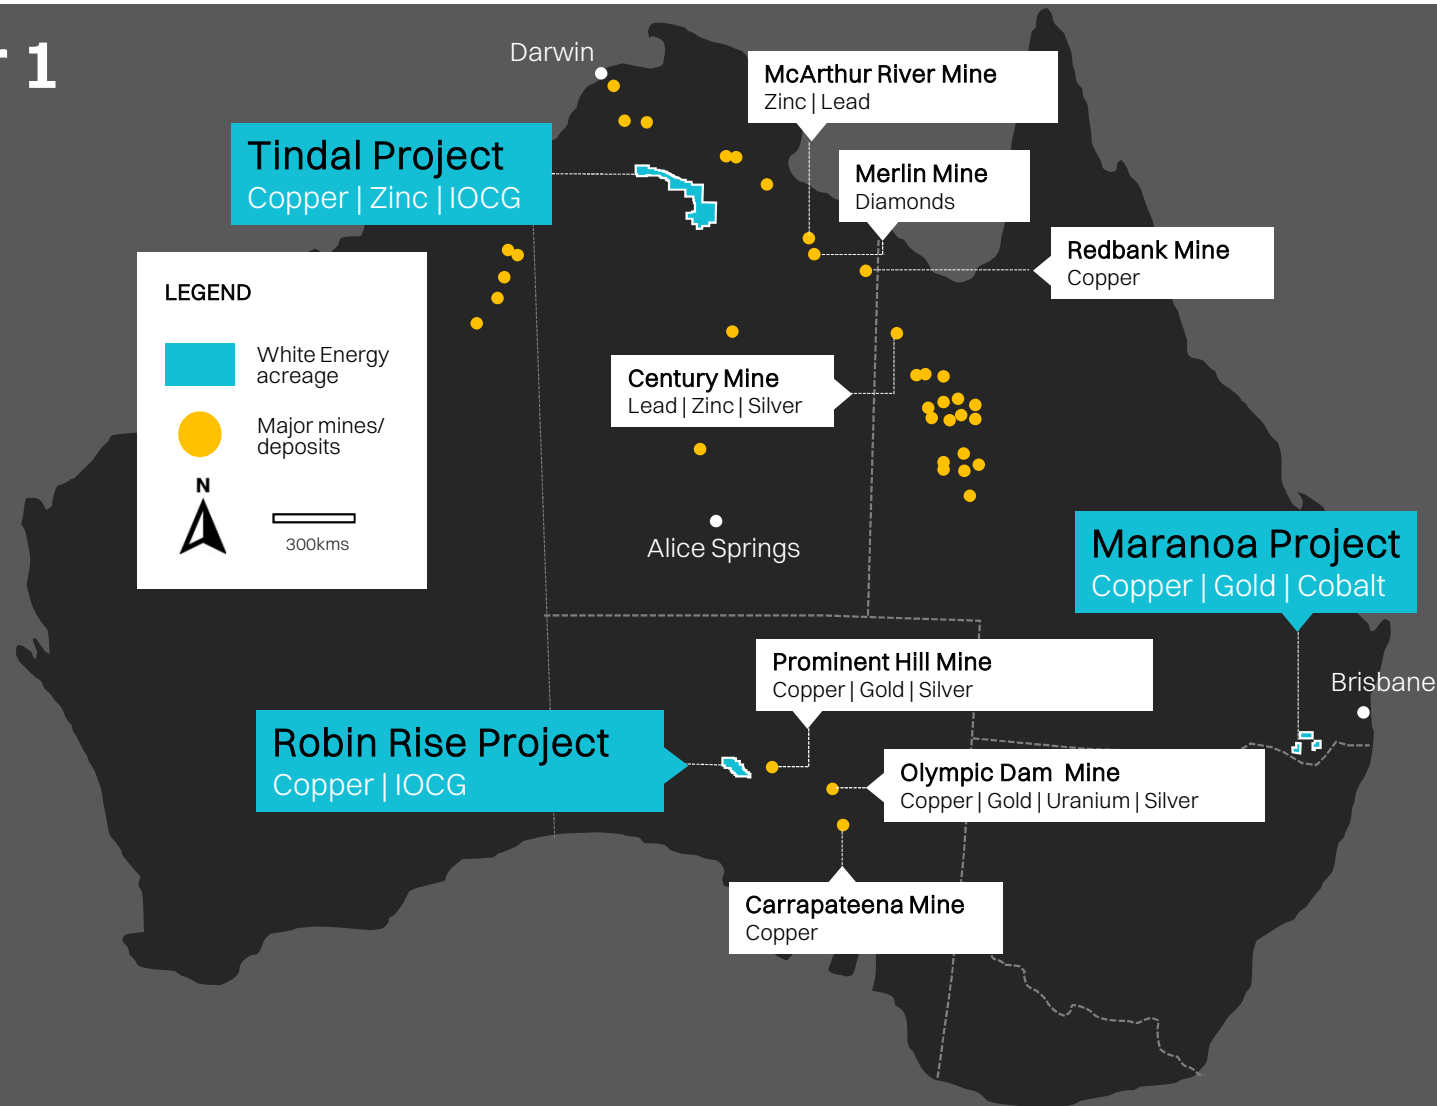 r 1
Darwin
McArthur River Mine
Zinc | Lead
Tindal Project
Copper | Zinc | IOCG
Merlin Mine
Diamonds
Redbank Mine
Copper
LEGEND
White Energy
acreage
Major mines/
deposits
N
300kms
Century Mine
Lead | Zinc | Silver
Alice Springs
Maranoa Project
Copper | Gold | Cobalt
Prominent Hill Mine
Copper | Gold | Silver
Brisbane
Robin Rise Project
Copper | IOCG
Olympic Dam Mine
Copper | Gold | Uranium | Silver
Carrapateena Mine
Copper